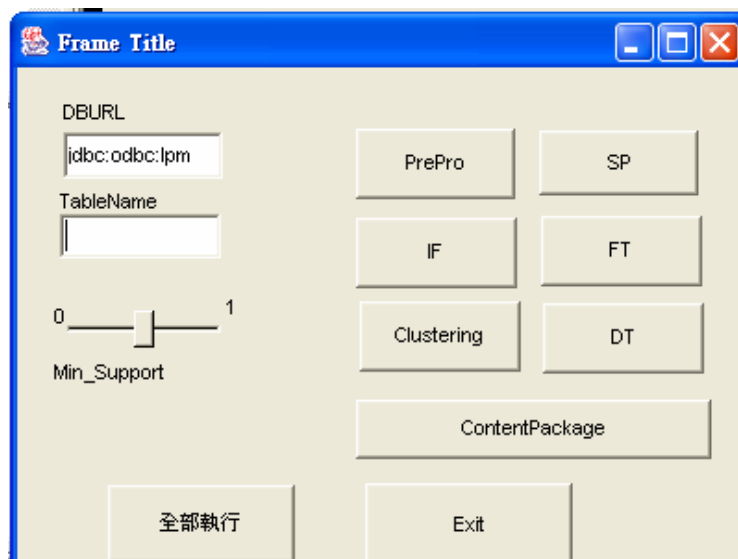 Frame Title
DBURL
jdbc:odbc:lpm
TableName
0 1
Min_Support
PrePro SP
IF FT
Clustering DT
ContentPackage
全部執行 Exit